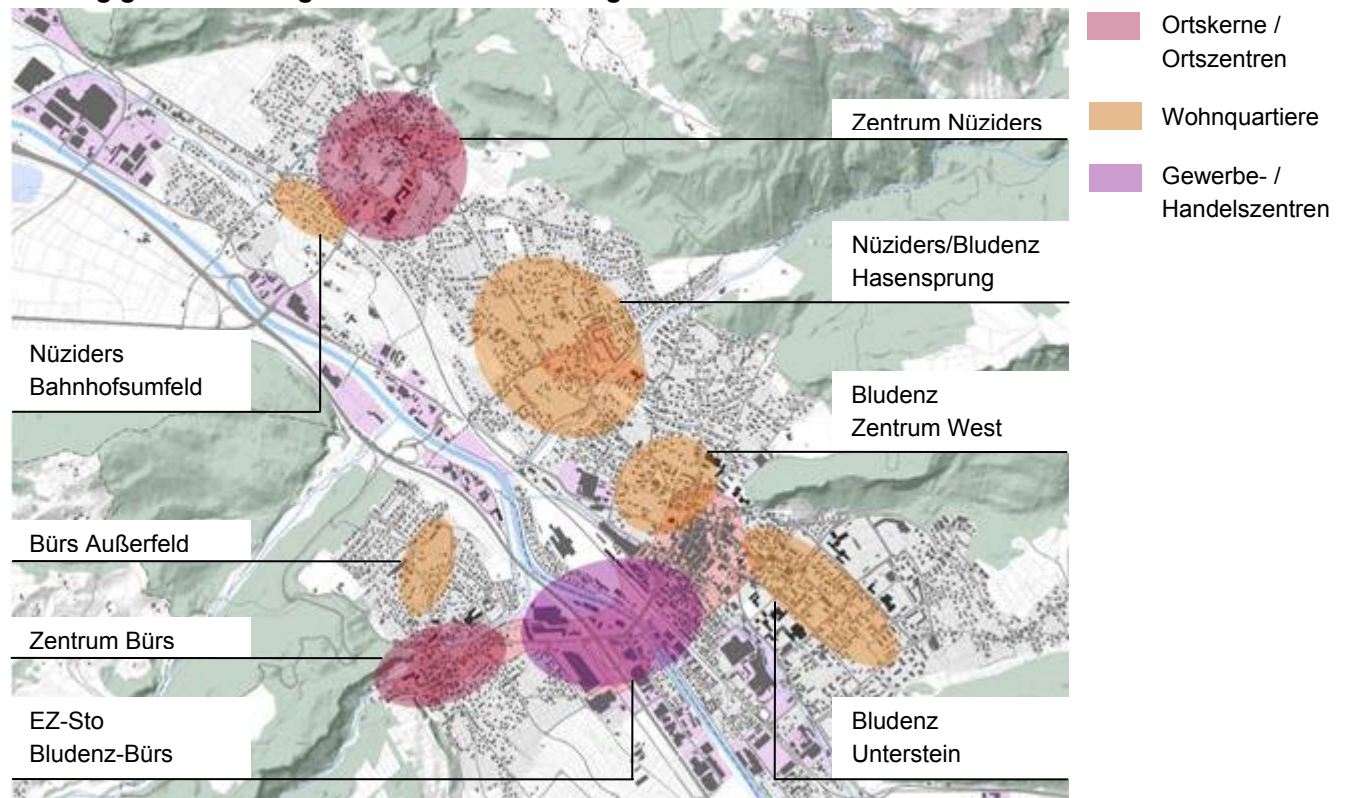 Ortskerne /
Ortszentren
Wohnquartiere
Gewerbe- /
Handelszentren
Zentrum Nüziders
Nüziders/Bludenz
Hasensprung
Nüziders
Bahnhofsumfeld
Bludenz
Zentrum West
Bürs Außerfeld
Zentrum Bürs
EZ-Sto
Bludenz-Bürs
Bludenz
Unterstein